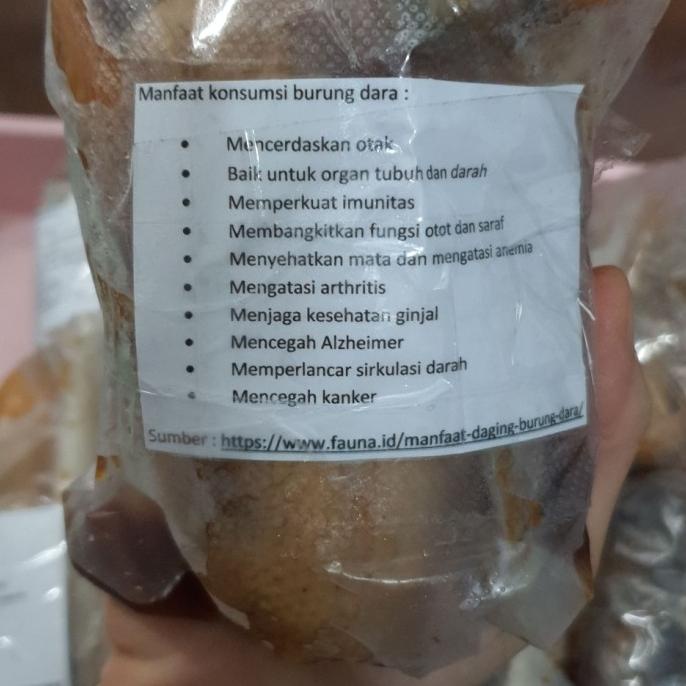 Manfaat konsumsi burung dara :
• Mencerdaskan otak
• Baik untuk organ tubuh dan darah
• Memperkuat imunitas
• Membangkitkan fungsi otot dan saraf
• Menyehatkan mata dan mengatasi anemia
• Mengatasi arthritis
• Menjaga kesehatan ginjal
• Mencegah Alzheimer
• Memperlancar sirkulasi darah
• Mencegah kanker
Sumber : https://www.fauna.id/manfaat-daging-burung-dara/